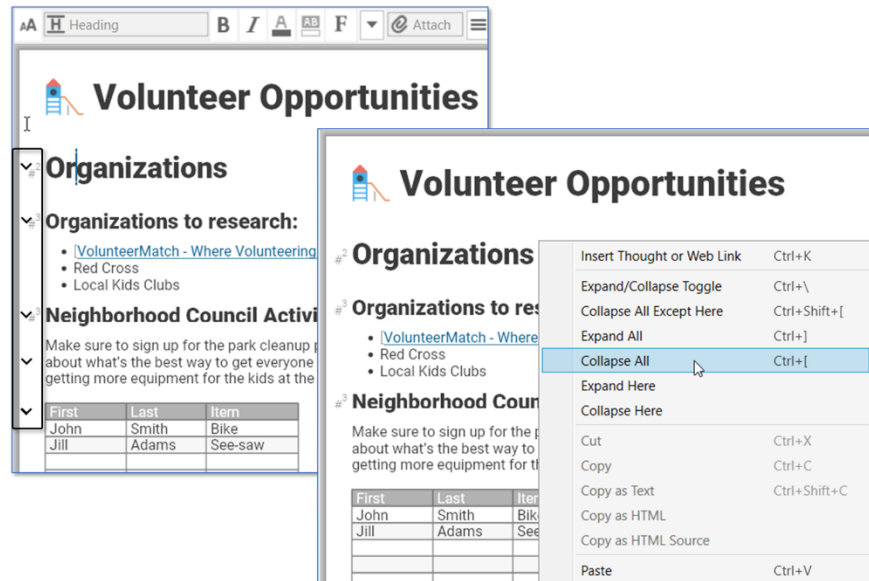 AA H Heading B I A AB F Attach
Volunteer Opportunities
#2 Organizations
#3 Organizations to research:
• [VolunteerMatch - Where Volunteering
• Red Cross
• Local Kids Clubs
#3 Neighborhood Council Activi
Make sure to sign up for the park cleanup
about what's the best way to get everyone
getting more equipment for the kids at the
First Last Item
John Smith Bike
Jill Adams See-saw
Volunteer Opportunities
#2 Organizations
#3 Organizations to res
• [VolunteerMatch - Where
• Red Cross
• Local Kids Clubs
#3 Neighborhood Coun
Make sure to sign up for the p
about what's the best way to
getting more equipment for th
First Last Iter
John Smith Bik
Jill Adams See
Insert Thought or Web Link Ctrl+K
Expand/Collapse Toggle Ctrl+\
Collapse All Except Here Ctrl+Shift+[
Expand All Ctrl+]
Collapse All Ctrl+[
Expand Here
Collapse Here
Cut Ctrl+X
Copy Ctrl+C
Copy as Text Ctrl+Shift+C
Copy as HTML
Copy as HTML Source
Paste Ctrl+V